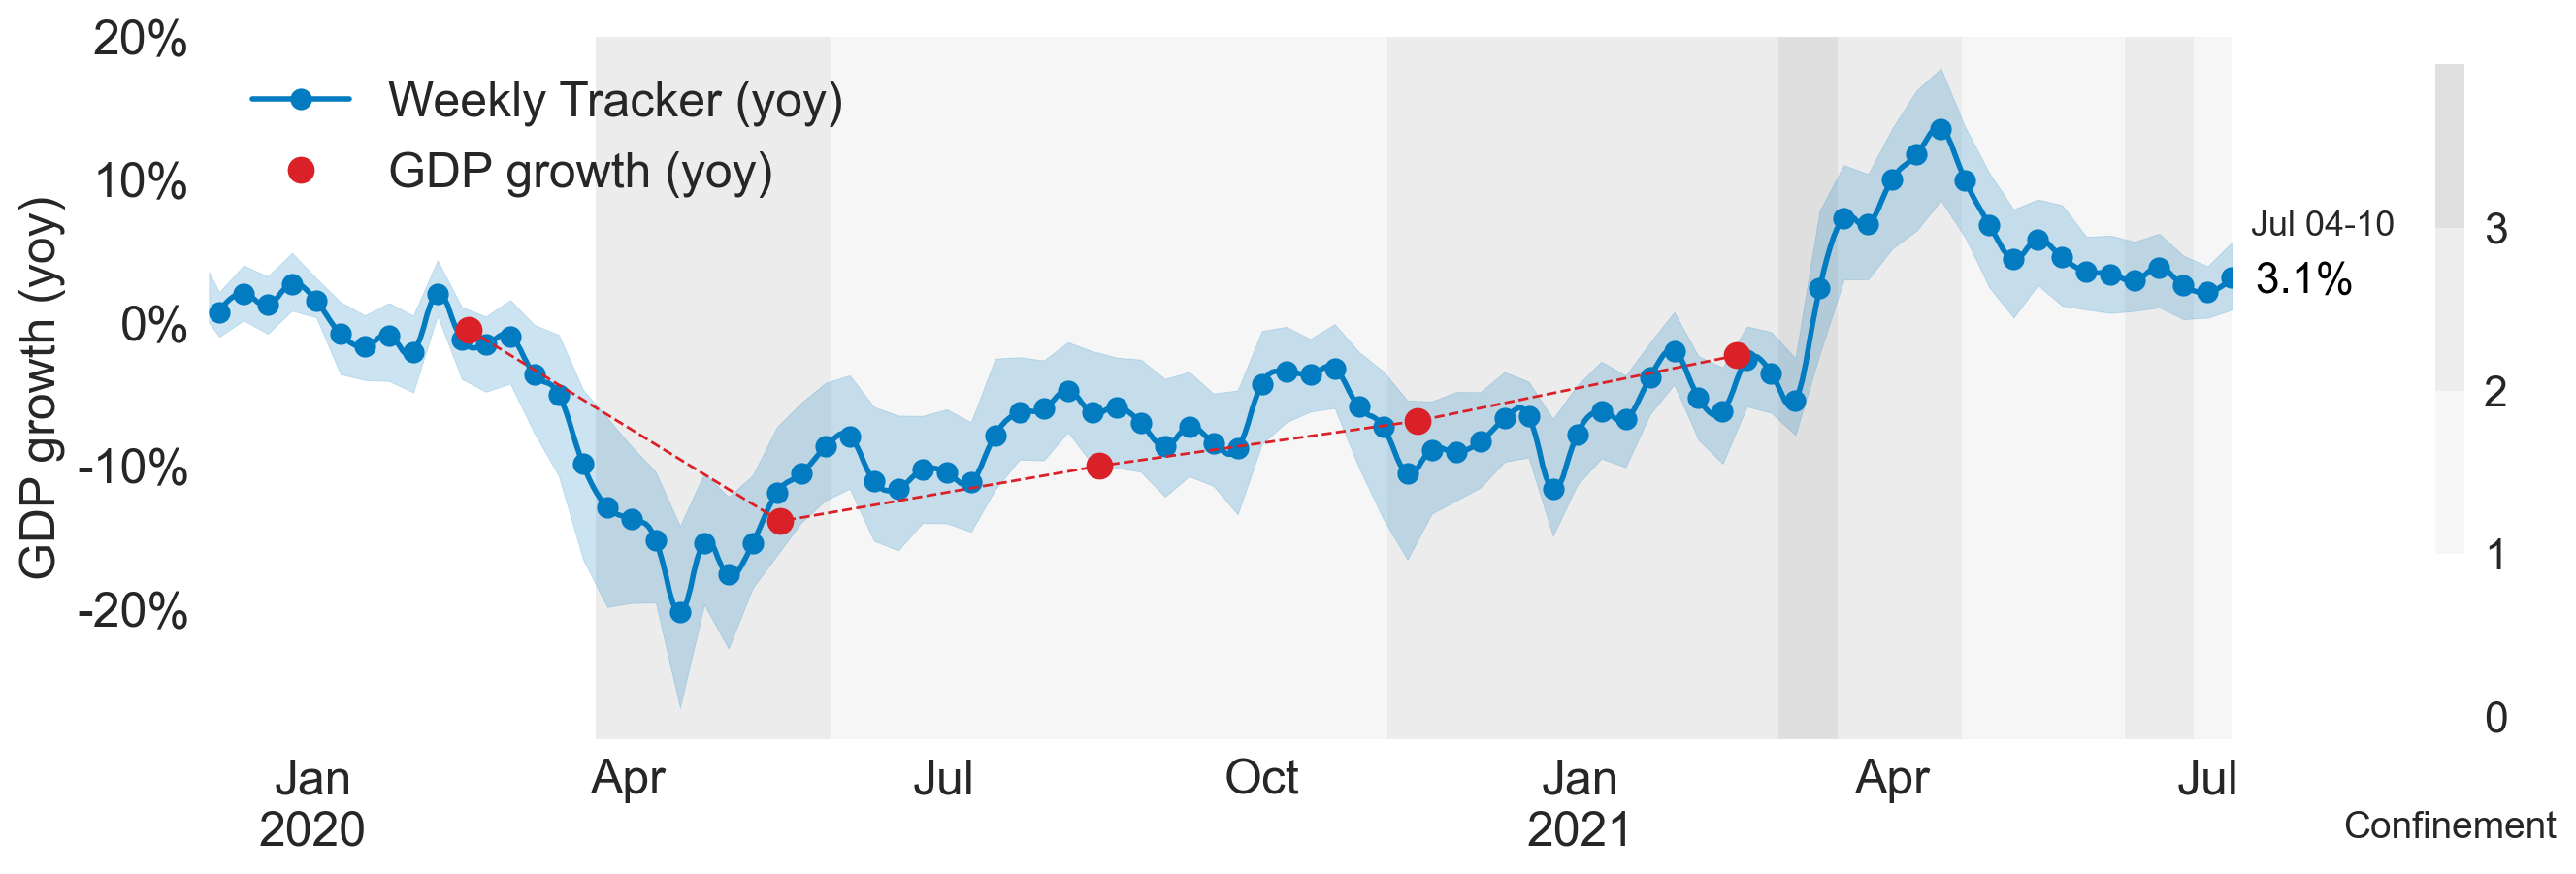 20%
10%
0%
-10%
-20%
GDP growth (yoy)
Weekly Tracker (yoy)
GDP growth (yoy)
Jul 04-10
3.1%
3
2
1
0
Confinement
Jan
2020
Apr
Jul
Oct
Jan
2021
Apr
Jul